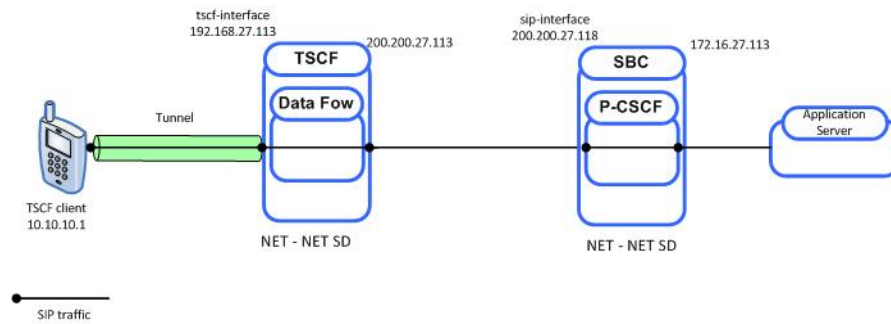 tscf-interface
192.168.27.113
200.200.27.113
sip-interface
200.200.27.118
172.16.27.113
TSCF
SBC
Data Fow
P-CSCF
Application
Server
Tunnel
TSCF client
10.10.10.1
NET - NET SD
NET - NET SD
SIP traffic